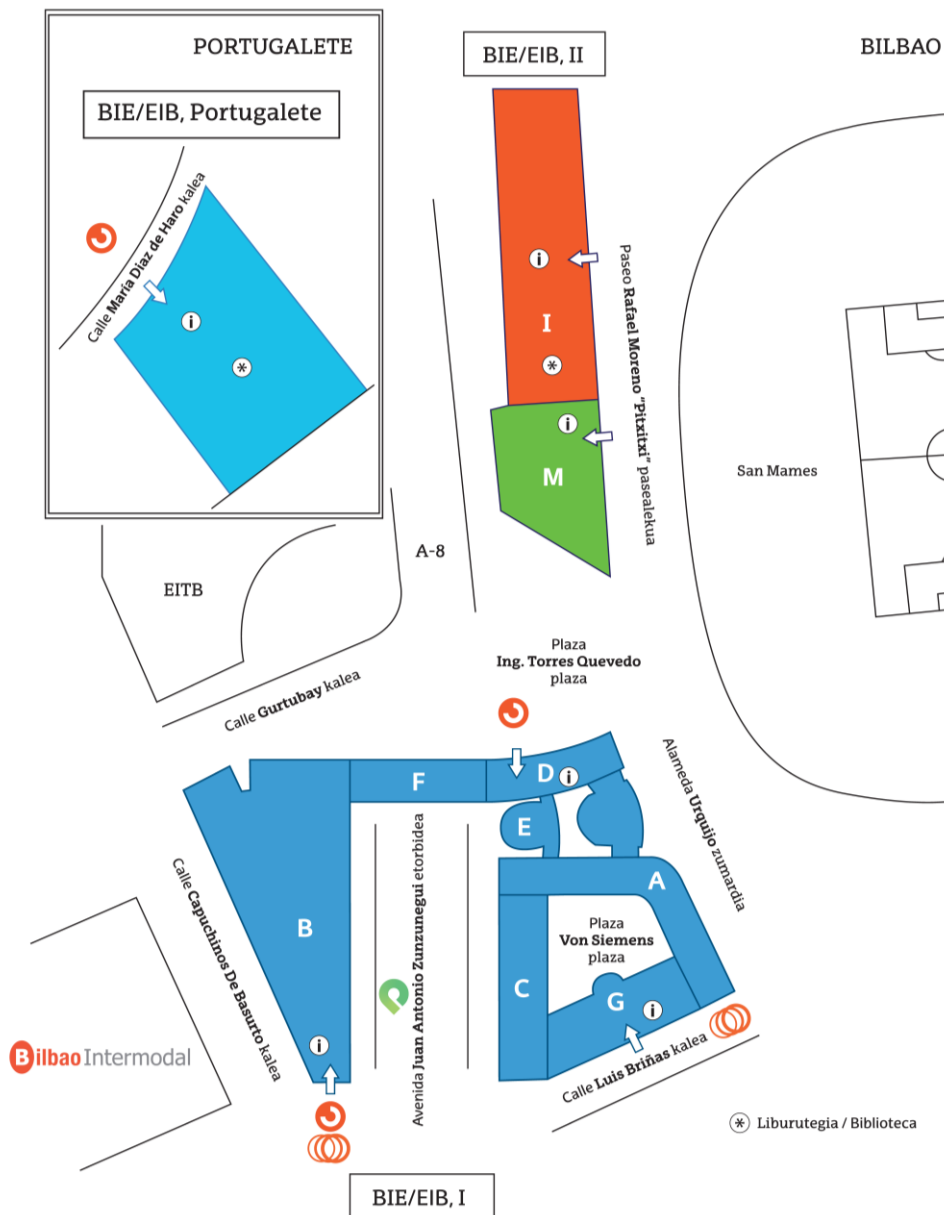 PORTUGALETE
BIE/EIB, Portugalete
Calle María Díaz de Haro kalea
i
*
BIE/EIB, II
BILBAO
i
I
*
i
M
Paseo Rafael Moreno "Pitxitxi" pasealekua
San Mames
A-8
EITB
Calle Gurtubay kalea
Plaza
Ing. Torres Quevedo
plaza
F
D
i
E
Alameda Urquijo zumardia
A
B
Calle Capuchinos De Basurto kalea
Avenida Juan Antonio Zunzunegui etorbidea
Plaza
Von Siemens
plaza
C
G
i
i
Calle Luis Briñas kalea
Bilbao Intermodal
* Liburutegia / Biblioteca
BIE/EIB, I